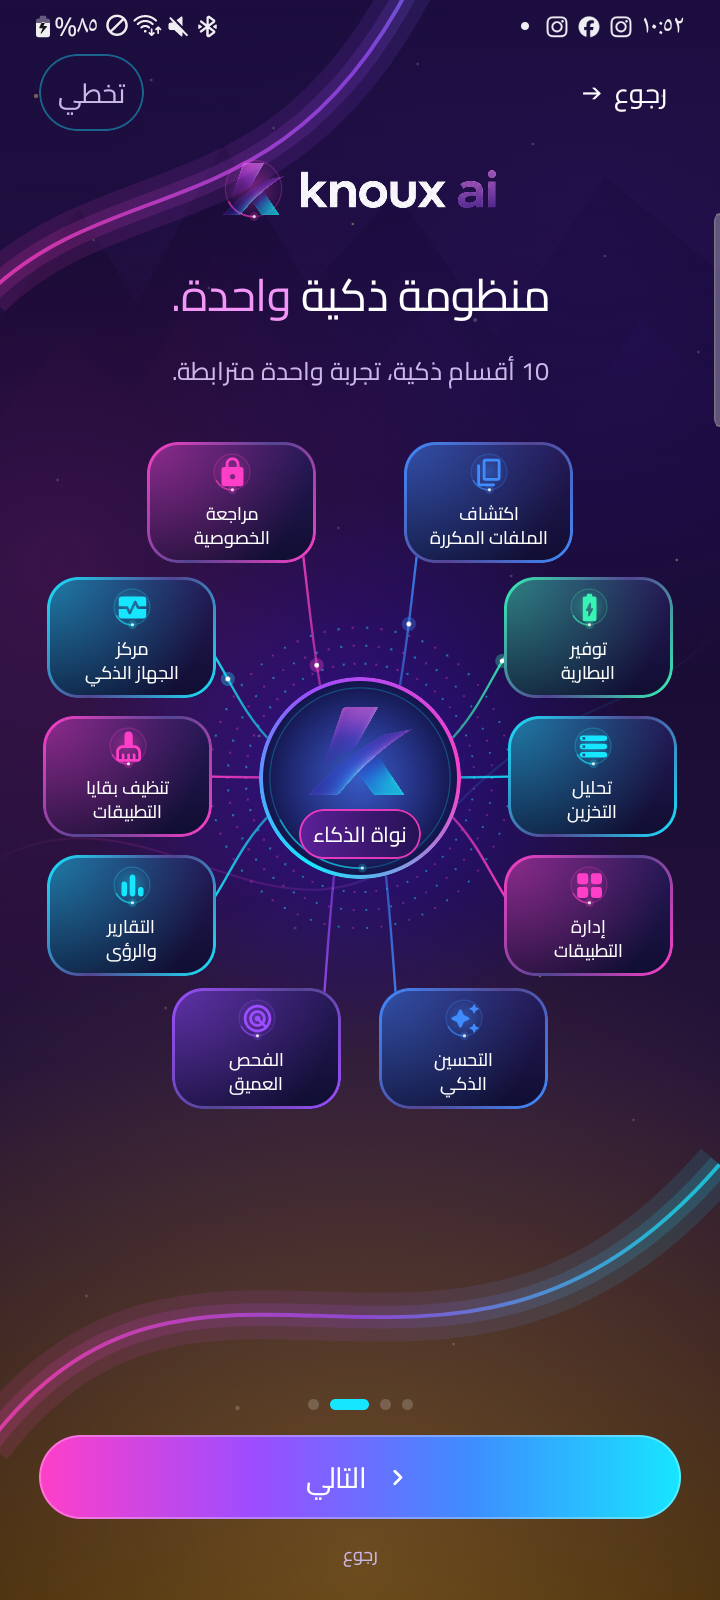 ١٠:٥٢
%٨٥
رجوع
تخطي
knoux ai
منظومة ذكية واحدة.
10 أقسام ذكية، تجربة واحدة مترابطة.
اكتشاف
الملفات المكررة
مراجعة
الخصوصية
توفير
البطارية
مركز
الجهاز الذكي
تحليل
التخزين
نواة الذكاء
تنظيف بقايا
التطبيقات
إدارة
التطبيقات
التقارير
والرؤى
التحسين
الذكي
الفحص
العميق
التالي
رجوع